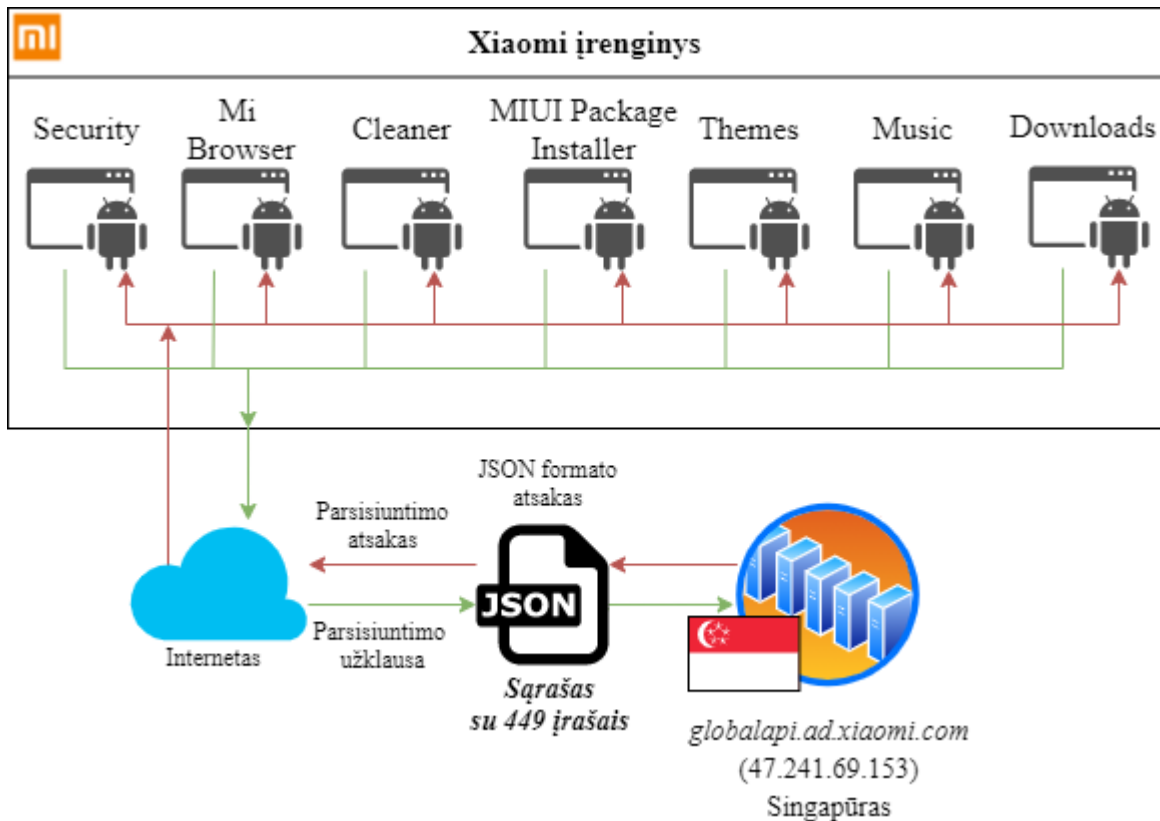 mi
Xiaomi įrenginys
Security
Mi
Browser
Cleaner
MIUI Package
Installer
Themes
Music
Downloads
JSON formato
atsakas
Parsisiuntimo
atsakas
JSON
Parsisiuntimo
užklausa
Internetas
Sąrašas
su 449 įrašais
globalapi.ad.xiaomi.com
(47.241.69.153)
Singapūras